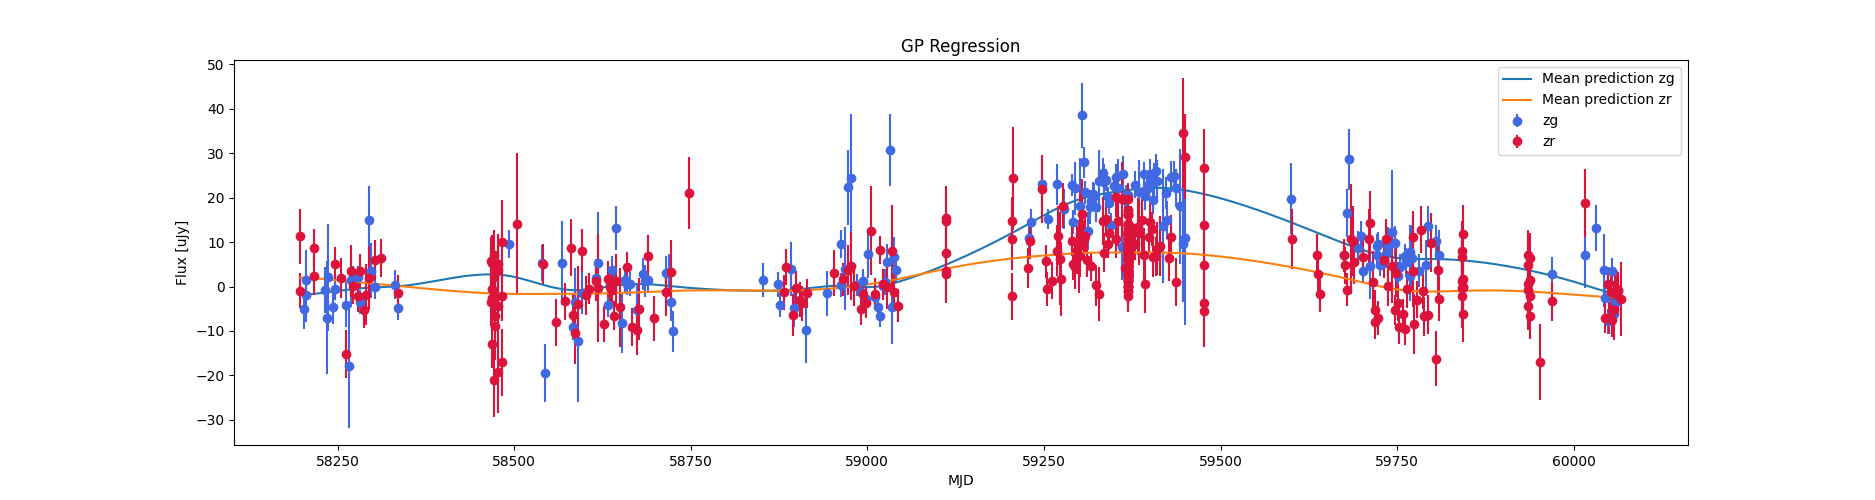 GP Regression
Flux [uJy]
50
40
30
20
10
0
−10
−20
−30
Mean prediction zg
Mean prediction zr
zg
zr
58250 58500 58750 59000 59250 59500 59750 60000
MJD